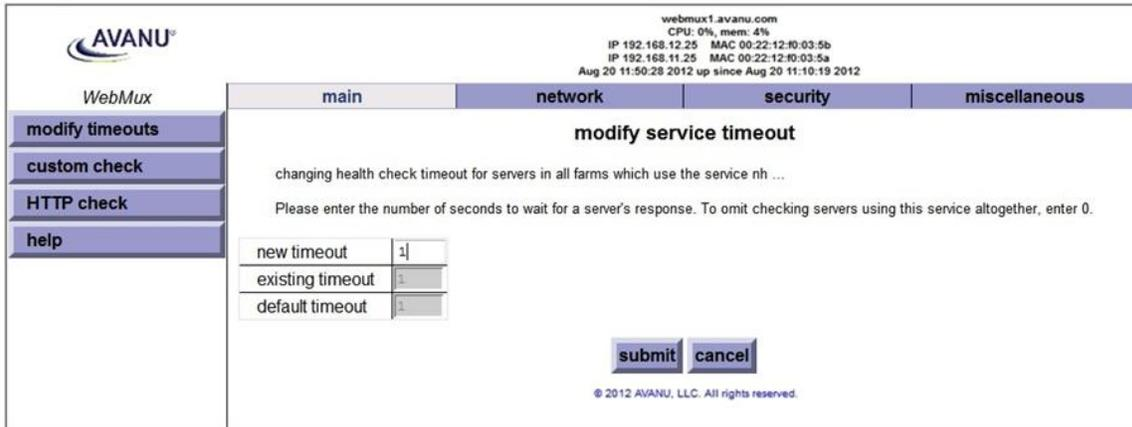 AVANU®
webmux1.avanu.com
CPU: 0%, mem: 4%
IP 192.168.12.25 MAC 00:22:12:f0:03:5b
IP 192.168.11.25 MAC 00:22:12:f0:03:5a
Aug 20 11:50:28 2012 up since Aug 20 11:10:19 2012
WebMux
main network security miscellaneous
modify timeouts
custom check
HTTP check
help
modify service timeout
changing health check timeout for servers in all farms which use the service nh ...
Please enter the number of seconds to wait for a server's response. To omit checking servers using this service altogether, enter 0.
new timeout 1
existing timeout 1
default timeout 1
submit cancel
© 2012 AVANU, LLC. All rights reserved.